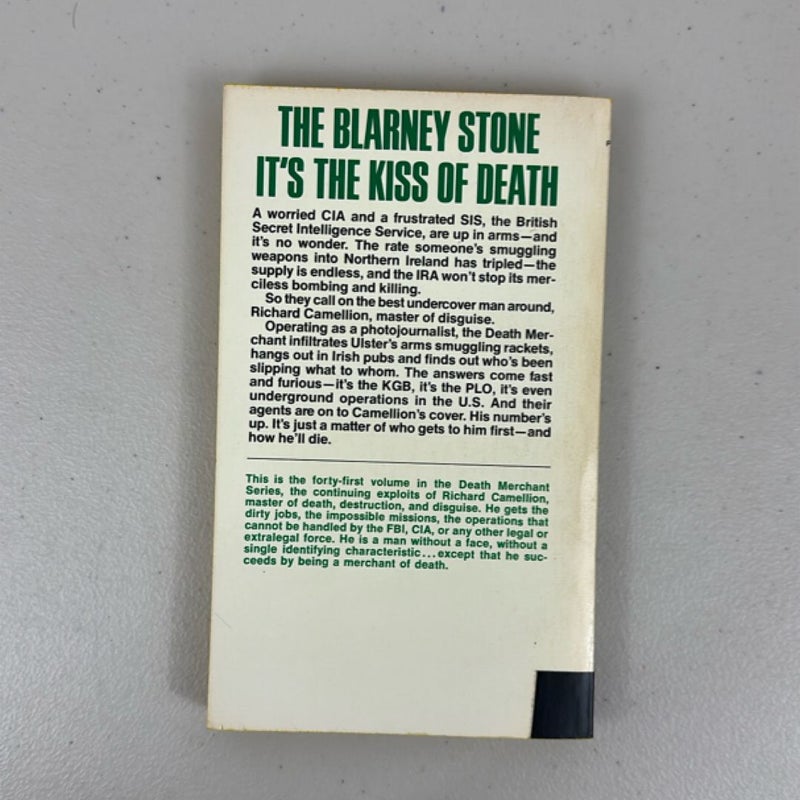 THE BLARNEY STONE
IT'S THE KISS OF DEATH
A worried CIA and a frustrated SIS, the British
Secret Intelligence Service, are up in arms—and
it's no wonder. The rate someone's smuggling
weapons into Northern Ireland has tripled—the
supply is endless, and the IRA won't stop its mer-
ciless bombing and killing.
So they call on the best undercover man around,
Richard Camellion, master of disguise.
Operating as a photojournalist, the Death Mer-
chant infiltrates Ulster's arms smuggling rackets,
hangs out in Irish pubs and finds out who's been
slipping what to whom. The answers come fast
and furious—it's the KGB, it's the PLO, it's even
underground operations in the U.S. And their
agents are on to Camellion's cover. His number's
up. It's just a matter of who gets to him first—and
how he'll die.
This is the forty-first volume in the Death Merchant
Series, the continuing exploits of Richard Camellion,
master of death, destruction, and disguise. He gets the
dirty jobs, the impossible missions, the operations that
cannot be handled by the FBI, CIA, or any other legal or
extralegal force. He is a man without a face, without a
single identifying characteristic...except that he suc-
ceeds by being a merchant of death.